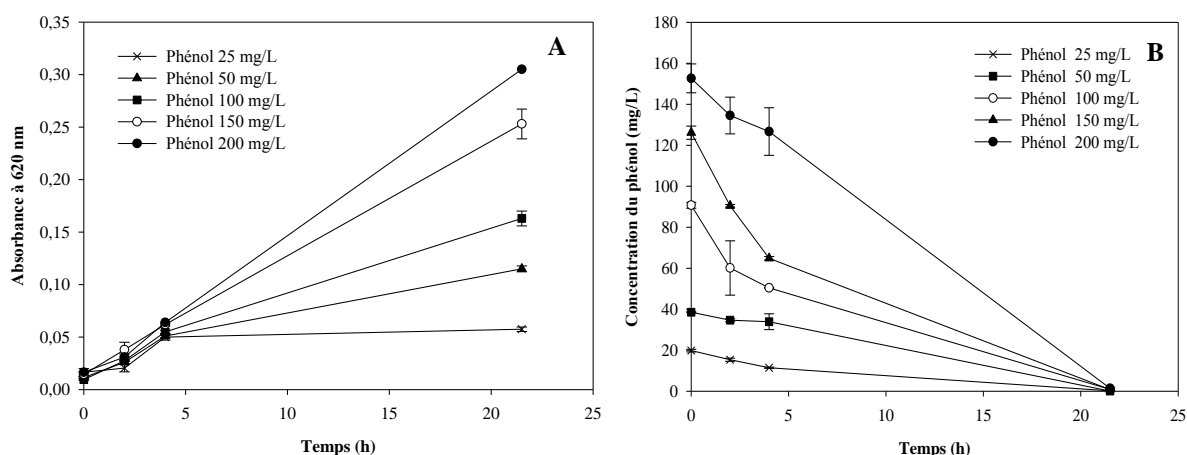 A
0,35
0,30
0,25
0,20
0,15
0,10
0,05
0,00
Absorbance à 620 nm
Phénol 25 mg/L
Phénol 50 mg/L
Phénol 100 mg/L
Phénol 150 mg/L
Phénol 200 mg/L
0 5 10 15 20 25
Temps (h)
B
180
160
140
120
100
80
60
40
20
0
Concentration du phénol (mg/L)
Phénol 25 mg/L
Phénol 50 mg/L
Phénol 100 mg/L
Phénol 150 mg/L
Phénol 200 mg/L
0 5 10 15 20 25
Temps (h)